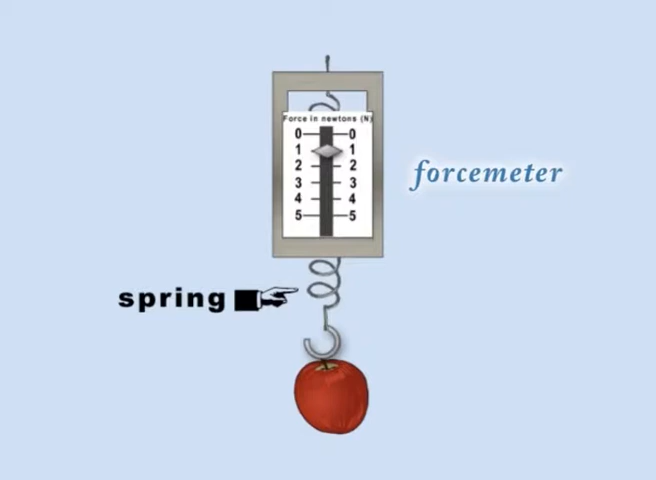 Force in newtons (N)
0 0
1 1
2 2
3 3
4 4
5 5
forcemeter
spring